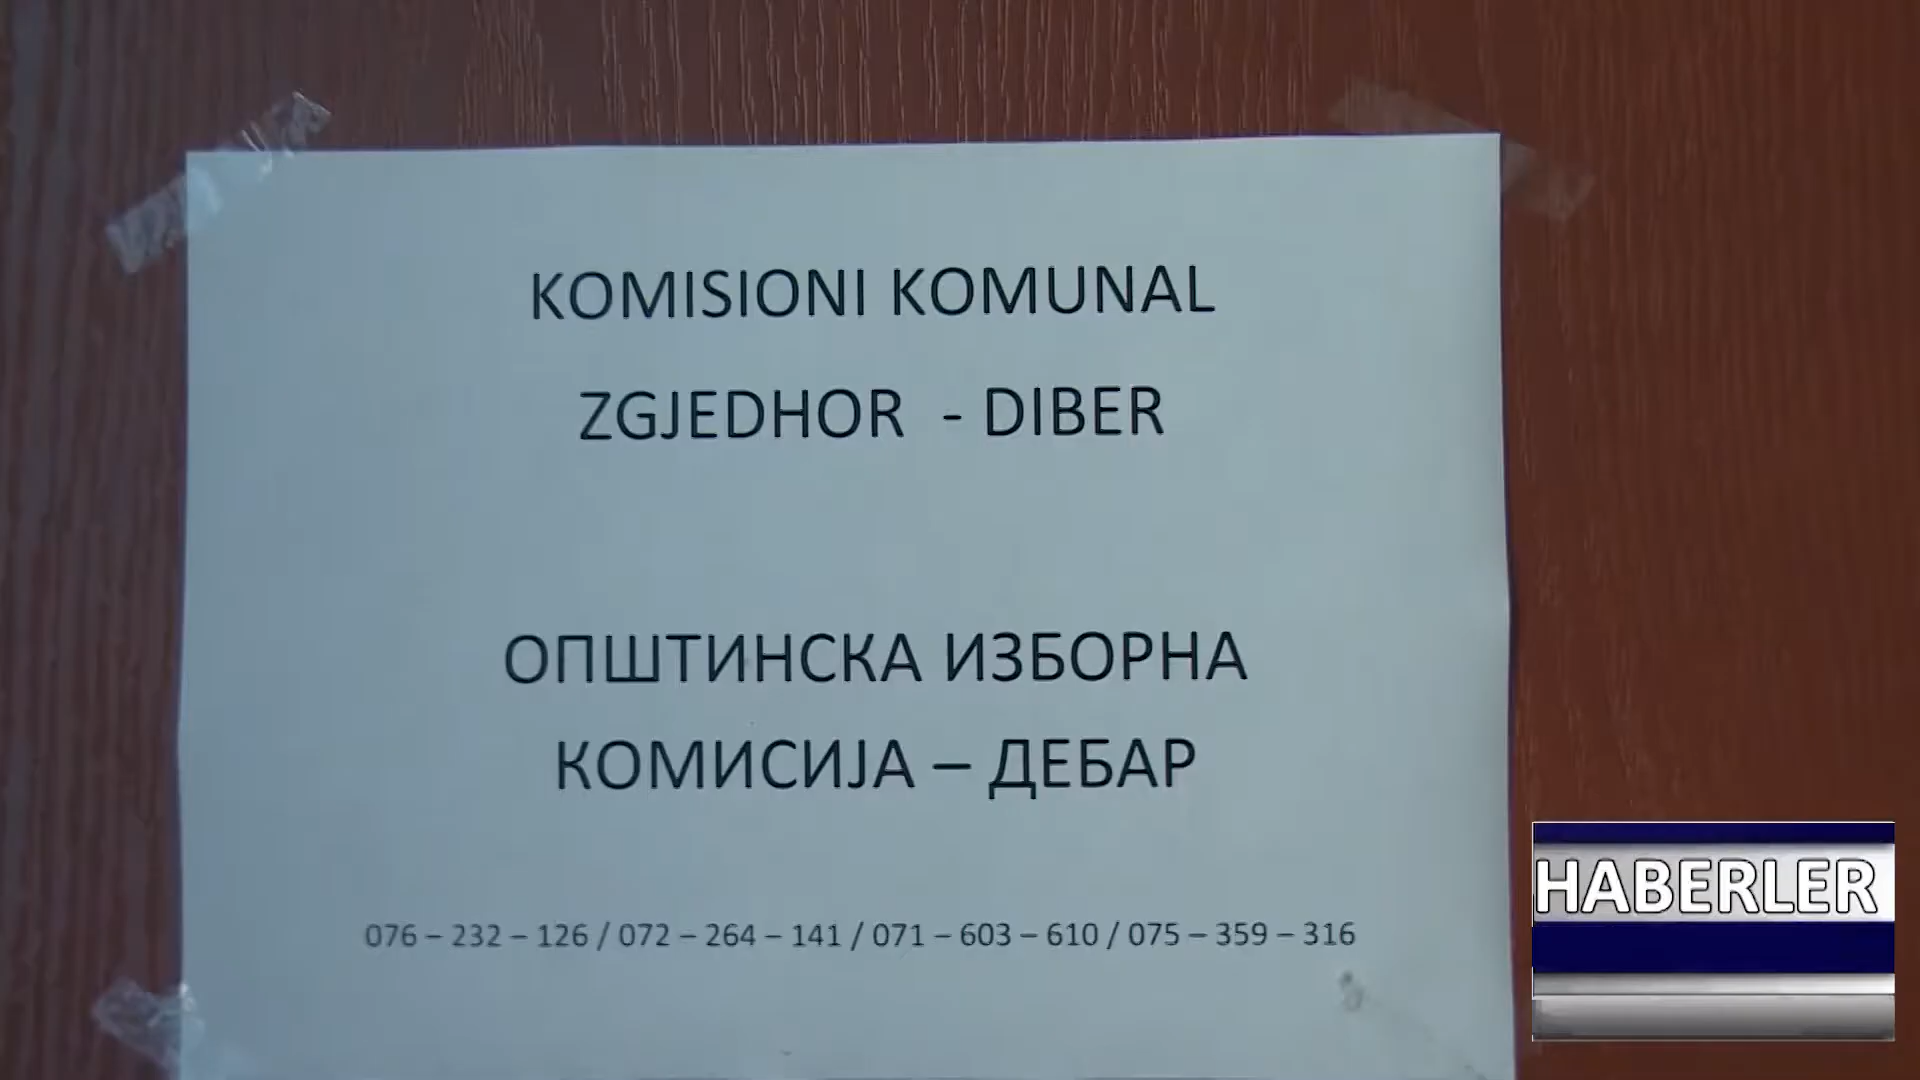 KOMISIONI KOMUNAL
ZGJEDHOR - DIBER
ОПШТИНСКА ИЗБОРНА
КОМИСИЈА – ДЕБАР
076 – 232 – 126 / 072 – 264 – 141 / 071 – 603 – 610 / 075 – 359 – 316
HABERLER